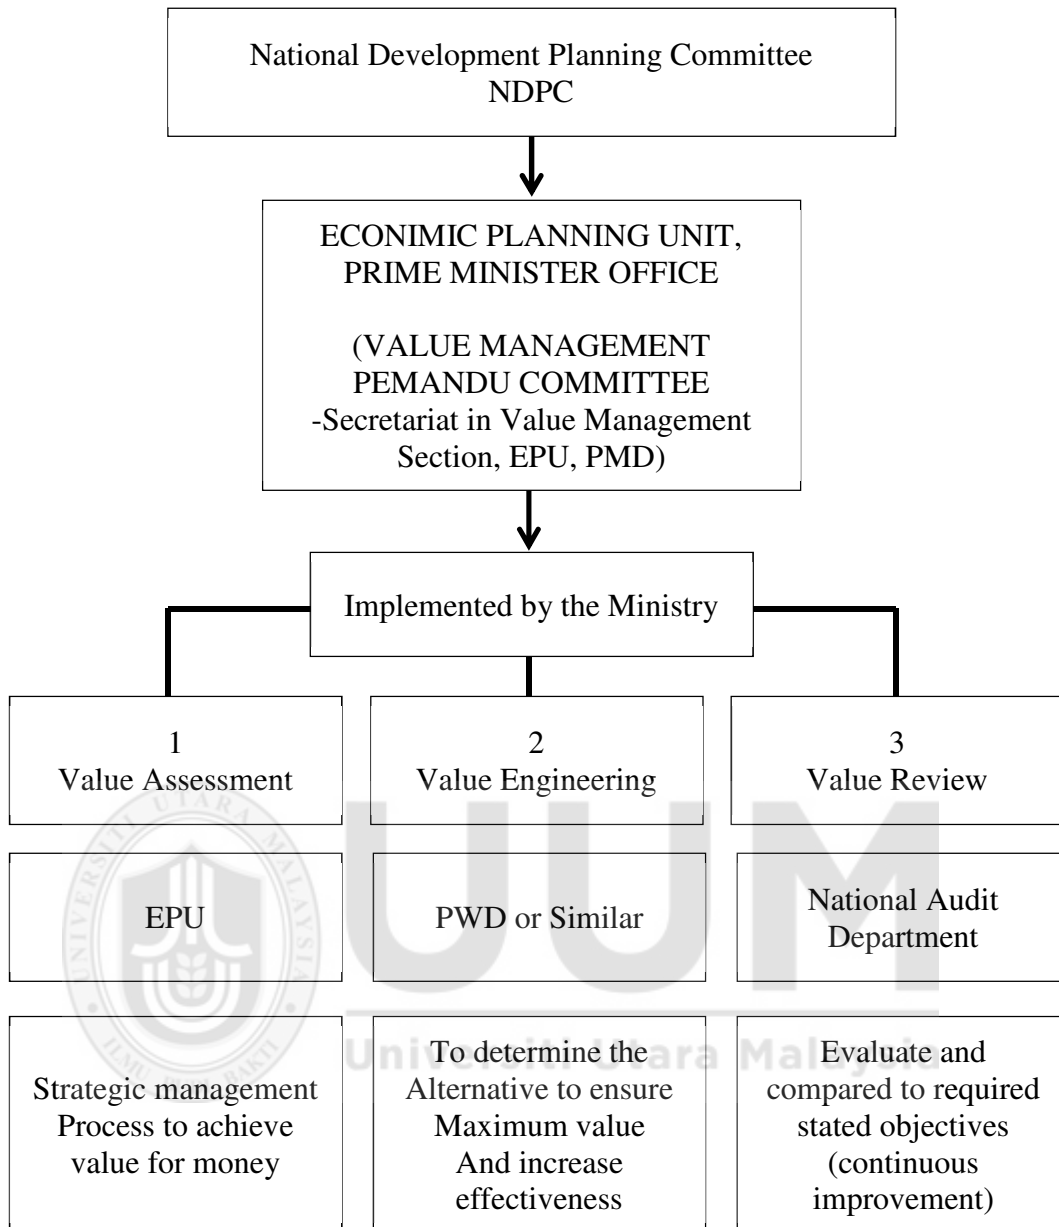 National Development Planning Committee
NDPC
ECONIMIC PLANNING UNIT,
PRIME MINISTER OFFICE
(VALUE MANAGEMENT
PEMANDU COMMITTEE
-Secretariat in Value Management
Section, EPU, PMD)
Implemented by the Ministry
1
Value Assessment
2
Value Engineering
3
Value Review
UNIVERSITI UTARA MALAYSIA
UUM
EPU
PWD or Similar
National Audit
Department
Universiti Utara Malaysia
Strategic management
Process to achieve
value for money
To determine the
Alternative to ensure
Maximum value
And increase
effectiveness
Evaluate and
compared to required
stated objectives
(continuous
improvement)